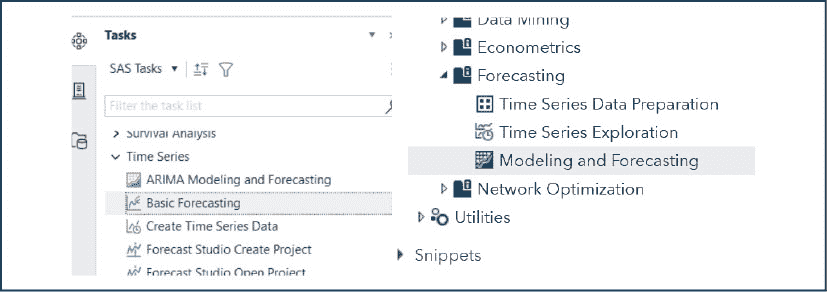 Tasks
SAS Tasks
Filter the task list
Survival Analysis
Time Series
ARIMA Modeling and Forecasting
Basic Forecasting
Create Time Series Data
Forecast Studio Create Project
Forecast Studio Open Project
Data Mining
Econometrics
Forecasting
Time Series Data Preparation
Time Series Exploration
Modeling and Forecasting
Network Optimization
Utilities
Snippets